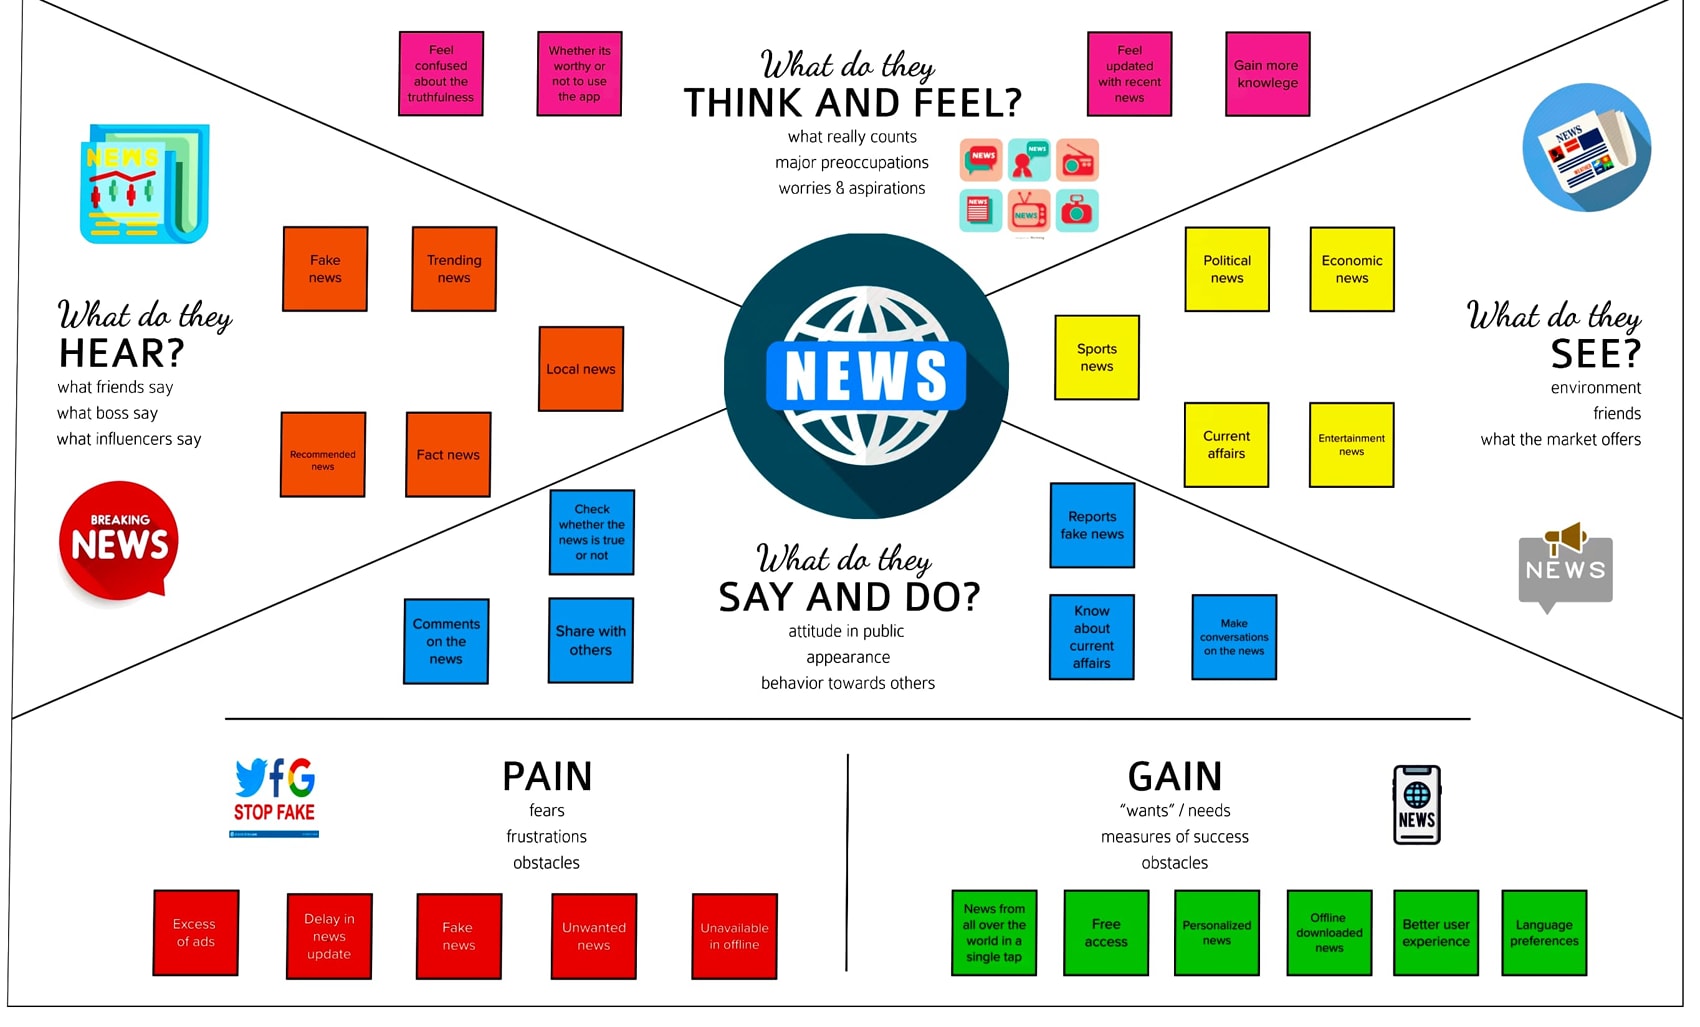 Feel
confused
about the
truthfulness
Whether its
worthy or
not to use
the app
What do they
THINK AND FEEL?
what really counts
major preoccupations
worries & aspirations
Feel
updated
with recent
news
Gain more
knowlege
NEWS
NEWS
NEWS
NEWS
NEWS
NEWS
What do they
HEAR?
what friends say
what boss say
what influencers say
Fake
news
Trending
news
Local news
Recommended
news
Fact news
BREAKING
NEWS
NEWS
Political
news
Economic
news
Sports
news
Current
affairs
Entertainment
news
What do they
SEE?
environment
friends
what the market offers
NEWS
Check
whether the
news is true
or not
Comments
on the
news
Share with
others
What do they
SAY AND DO?
attitude in public
appearance
behavior towards others
Reports
fake news
Know
about
current
affairs
Make
conversations
on the news
f G
STOP FAKE
PAIN
fears
frustrations
obstacles
Excess
of ads
Delay in
news
update
Fake
news
Unwanted
news
Unavailable
in offline
GAIN
"wants" / needs
measures of success
obstacles
NEWS
News from
all over the
world in a
single tap
Free
access
Personalized
news
Offline
downloaded
news
Better user
experience
Language
preferences